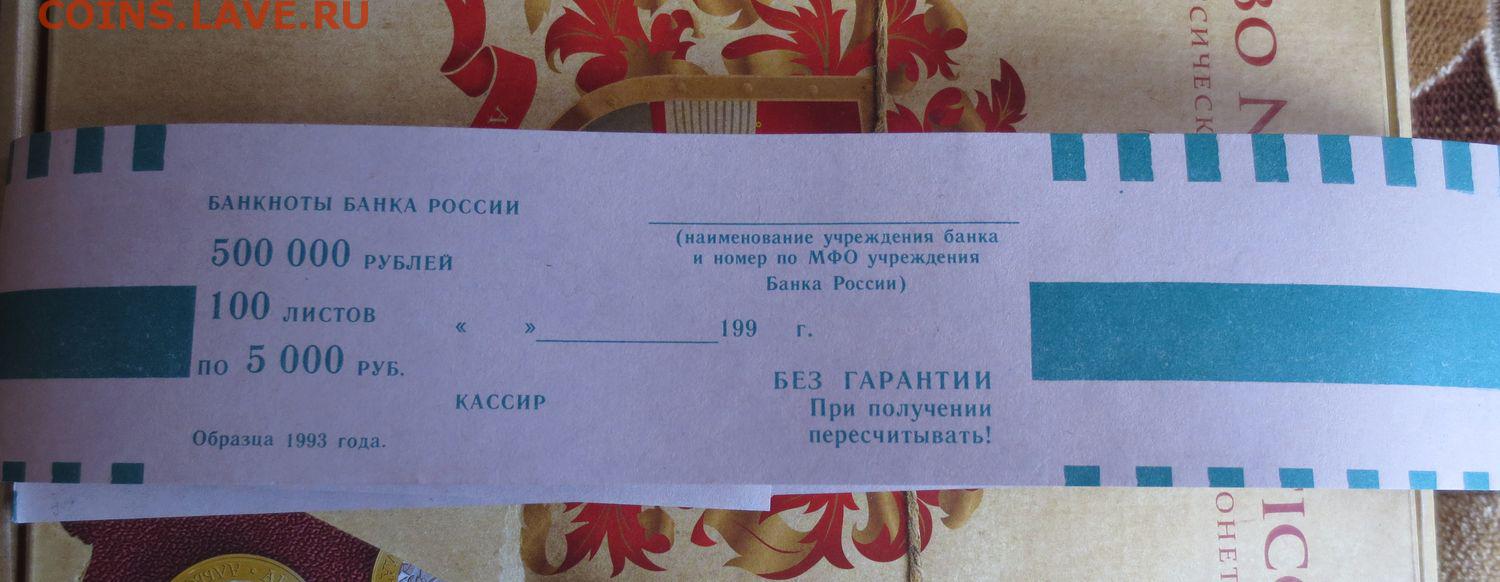 COINS.LAVE.RU
БАНКНОТЫ БАНКА РОССИИ
500 000 РУБЛЕЙ
100 ЛИСТОВ
ПО 5 000 РУБ.
Образца 1993 года.
« » 199 г.
КАССИР
(наименование учреждения банка
и номер по МФО учреждения
Банка России)
БЕЗ ГАРАНТИИ
При получении
пересчитывать!